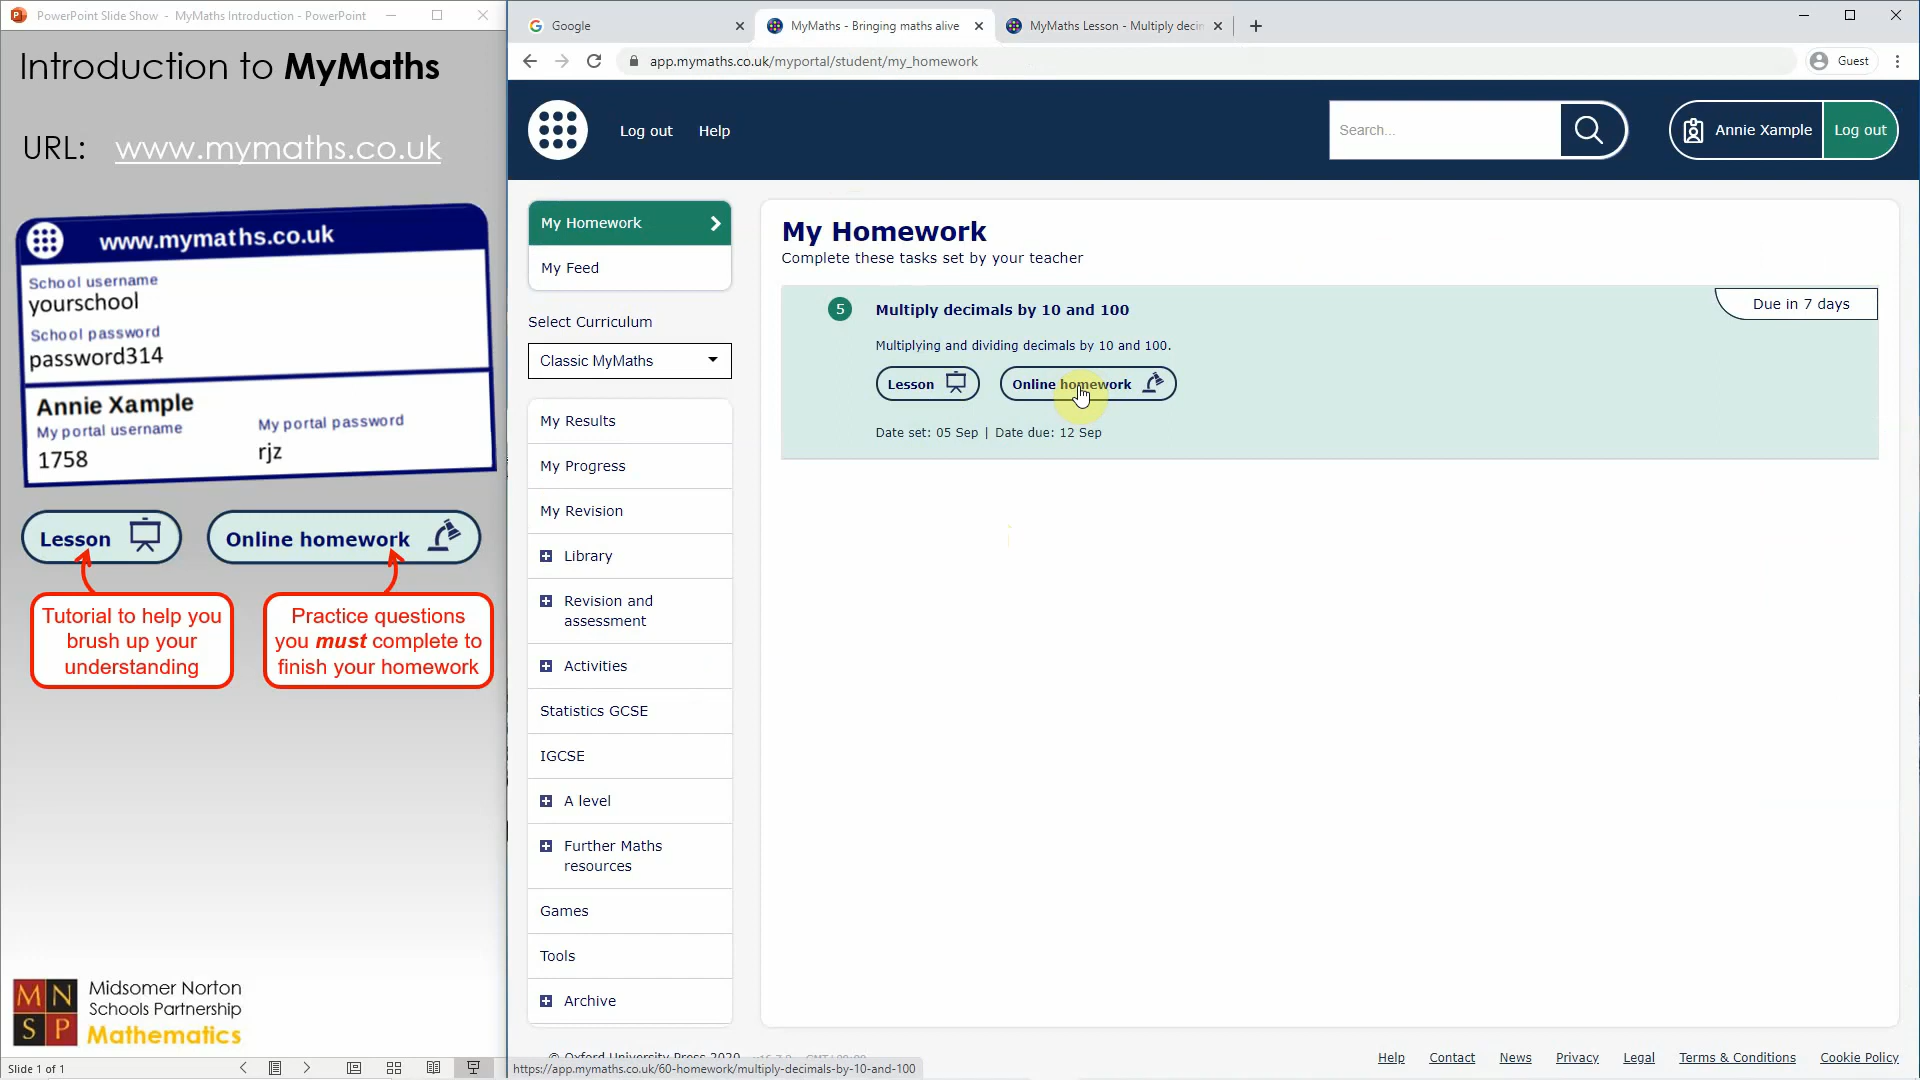 PowerPoint Slide Show - MyMaths Introduction - PowerPoint
Introduction to MyMaths
URL: www.mymaths.co.uk
www.mymaths.co.uk
School username
yourschool
School password
password314
Annie Xample
My portal username
My portal password
1758
rjz
Lesson
Online homework
Tutorial to help you
brush up your
understanding
Practice questions
you must complete to
finish your homework
MN
SP
Midsomer Norton
Schools Partnership
Mathematics
Slide 1 of 1
Google
MyMaths - Bringing maths alive
MyMaths Lesson - Multiply decim
app.mymaths.co.uk/myportal/student/my_homework
Guest
Log out
Help
Search...
Annie Xample
Log out
My Homework
My Feed
Select Curriculum
Classic MyMaths
My Results
My Progress
My Revision
Library
Revision and
assessment
Activities
Statistics GCSE
IGCSE
A level
Further Maths
resources
Games
Tools
Archive
My Homework
Complete these tasks set by your teacher
5
Multiply decimals by 10 and 100
Due in 7 days
Multiplying and dividing decimals by 10 and 100.
Lesson
Online homework
Date set: 05 Sep | Date due: 12 Sep
© Oxford University Press 2020
Help
Contact
News
Privacy
Legal
Terms & Conditions
Cookie Policy
https://app.mymaths.co.uk/60-homework/multiply-decimals-by-10-and-100